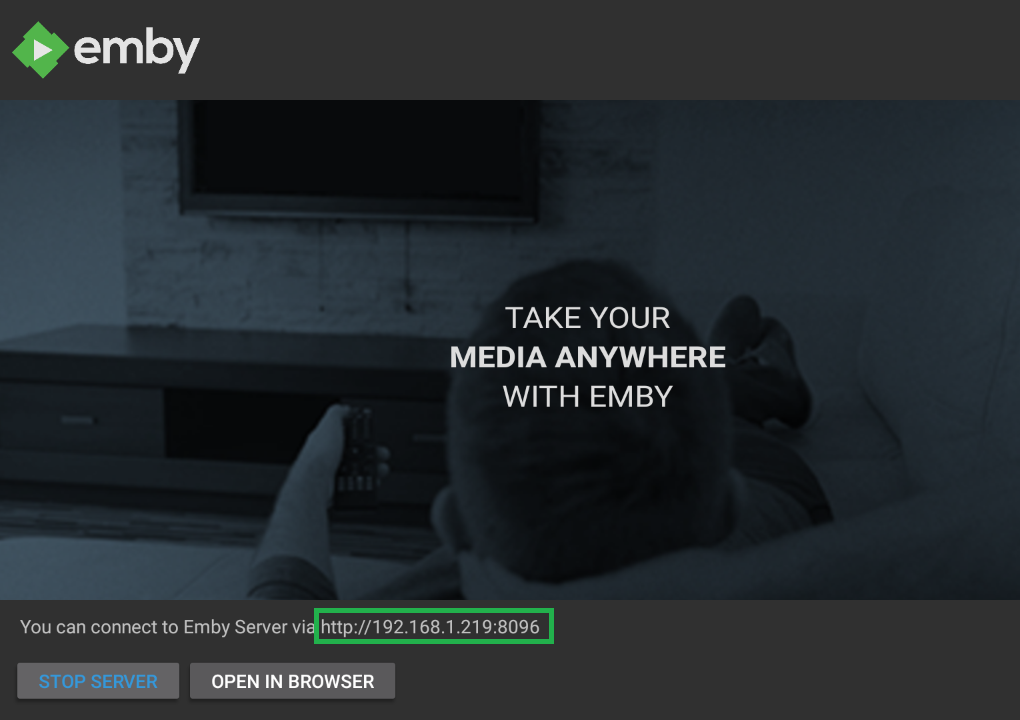 emby
TAKE YOUR
MEDIA ANYWHERE
WITH EMBY
You can connect to Emby Server via http://192.168.1.219:8096
STOP SERVER OPEN IN BROWSER